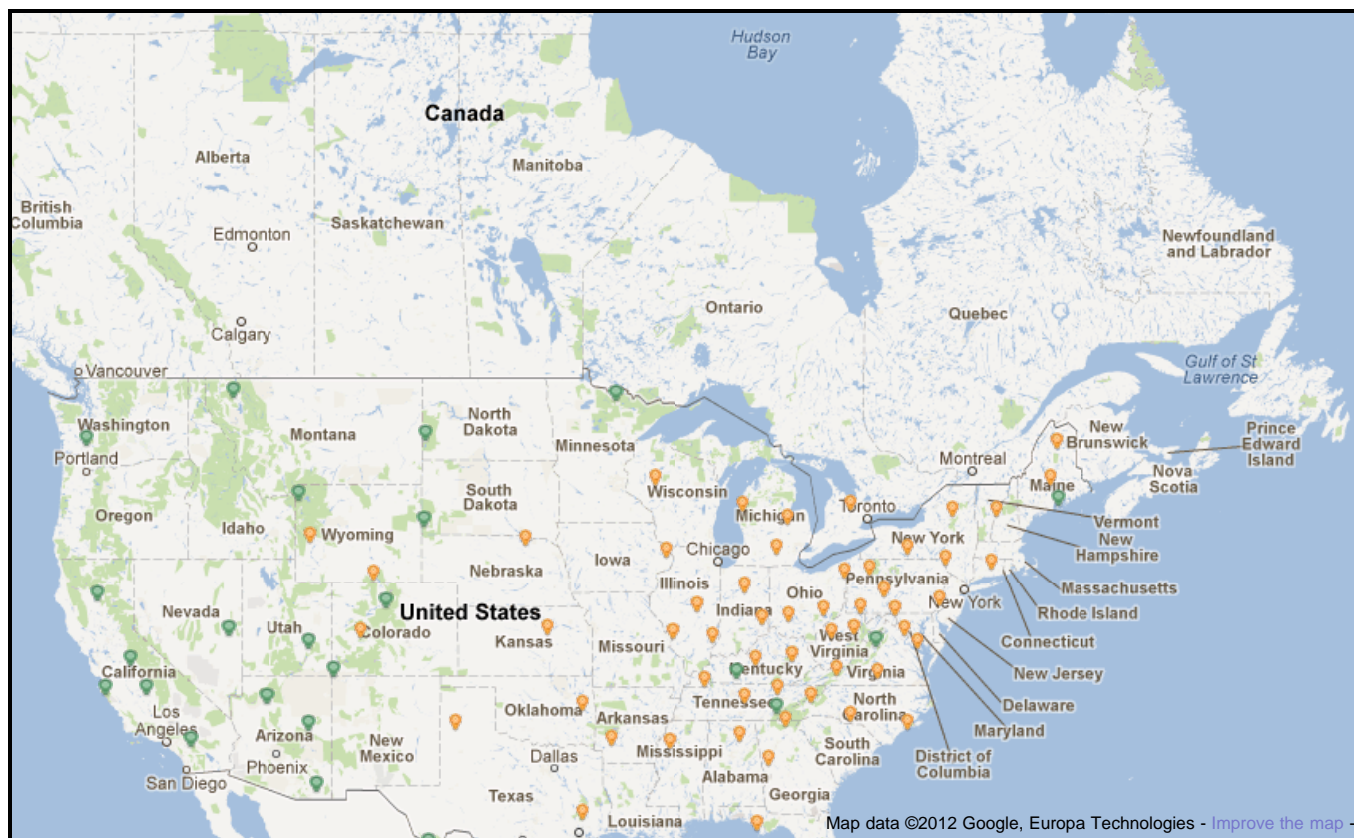 Hudson
Bay
Canada
Alberta
Manitoba
British
Columbia
Saskatchewan
Edmonton
Newfoundland
and Labrador
Ontario
Quebec
Calgary
Gulf of St
Lawrence
Vancouver
Washington
Montana
North
Dakota
Minnesota
New
Brunswick
Prince
Edward
Island
Portland
Montreal
Nova
Scotia
Maine
Wisconsin
South
Dakota
Oregon
Idaho
Wyoming
Michigan
Toronto
Vermont
New
Hampshire
New York
Iowa
Chicago
Nebraska
Illinois
Ohio
Pennsylvania
Massachusetts
New York
Rhode Island
Nevada
Utah
Colorado
United States
Kansas
Missouri
Indiana
West
Virginia
Connecticut
California
Kentucky
Virginia
New Jersey
Los
Angeles
Arizona
New
Mexico
Oklahoma
Arkansas
Tennessee
North
Carolina
Delaware
Maryland
Phoenix
San Diego
Dallas
Mississippi
Alabama
South
Carolina
District of
Columbia
Texas
Louisiana
Georgia
Map data ©2012 Google, Europa Technologies - Improve the map -